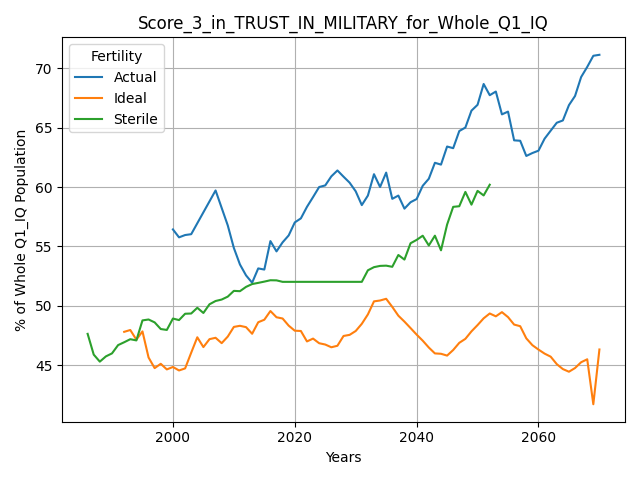 Score_3_in_TRUST_IN_MILITARY_for_Whole_Q1_IQ
Fertility
Actual
Ideal
Sterile
% of Whole Q1_IQ Population
70
65
60
55
50
45
2000
2020
2040
2060
Years